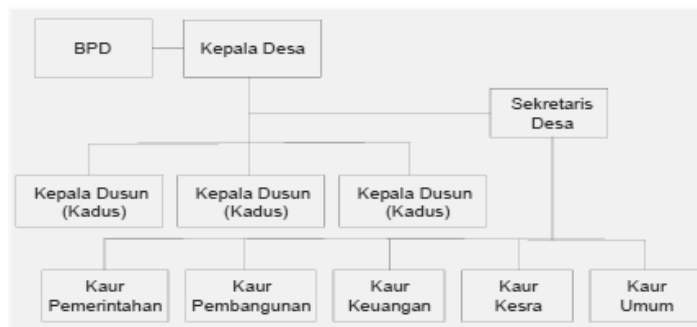 BPD
Kepala Desa
Sekretaris
Desa
Kepala Dusun
(Kadus)
Kepala Dusun
(Kadus)
Kepala Dusun
(Kadus)
Kaur
Pemerintahan
Kaur
Pembangunan
Kaur
Keuangan
Kaur
Kesra
Kaur
Umum